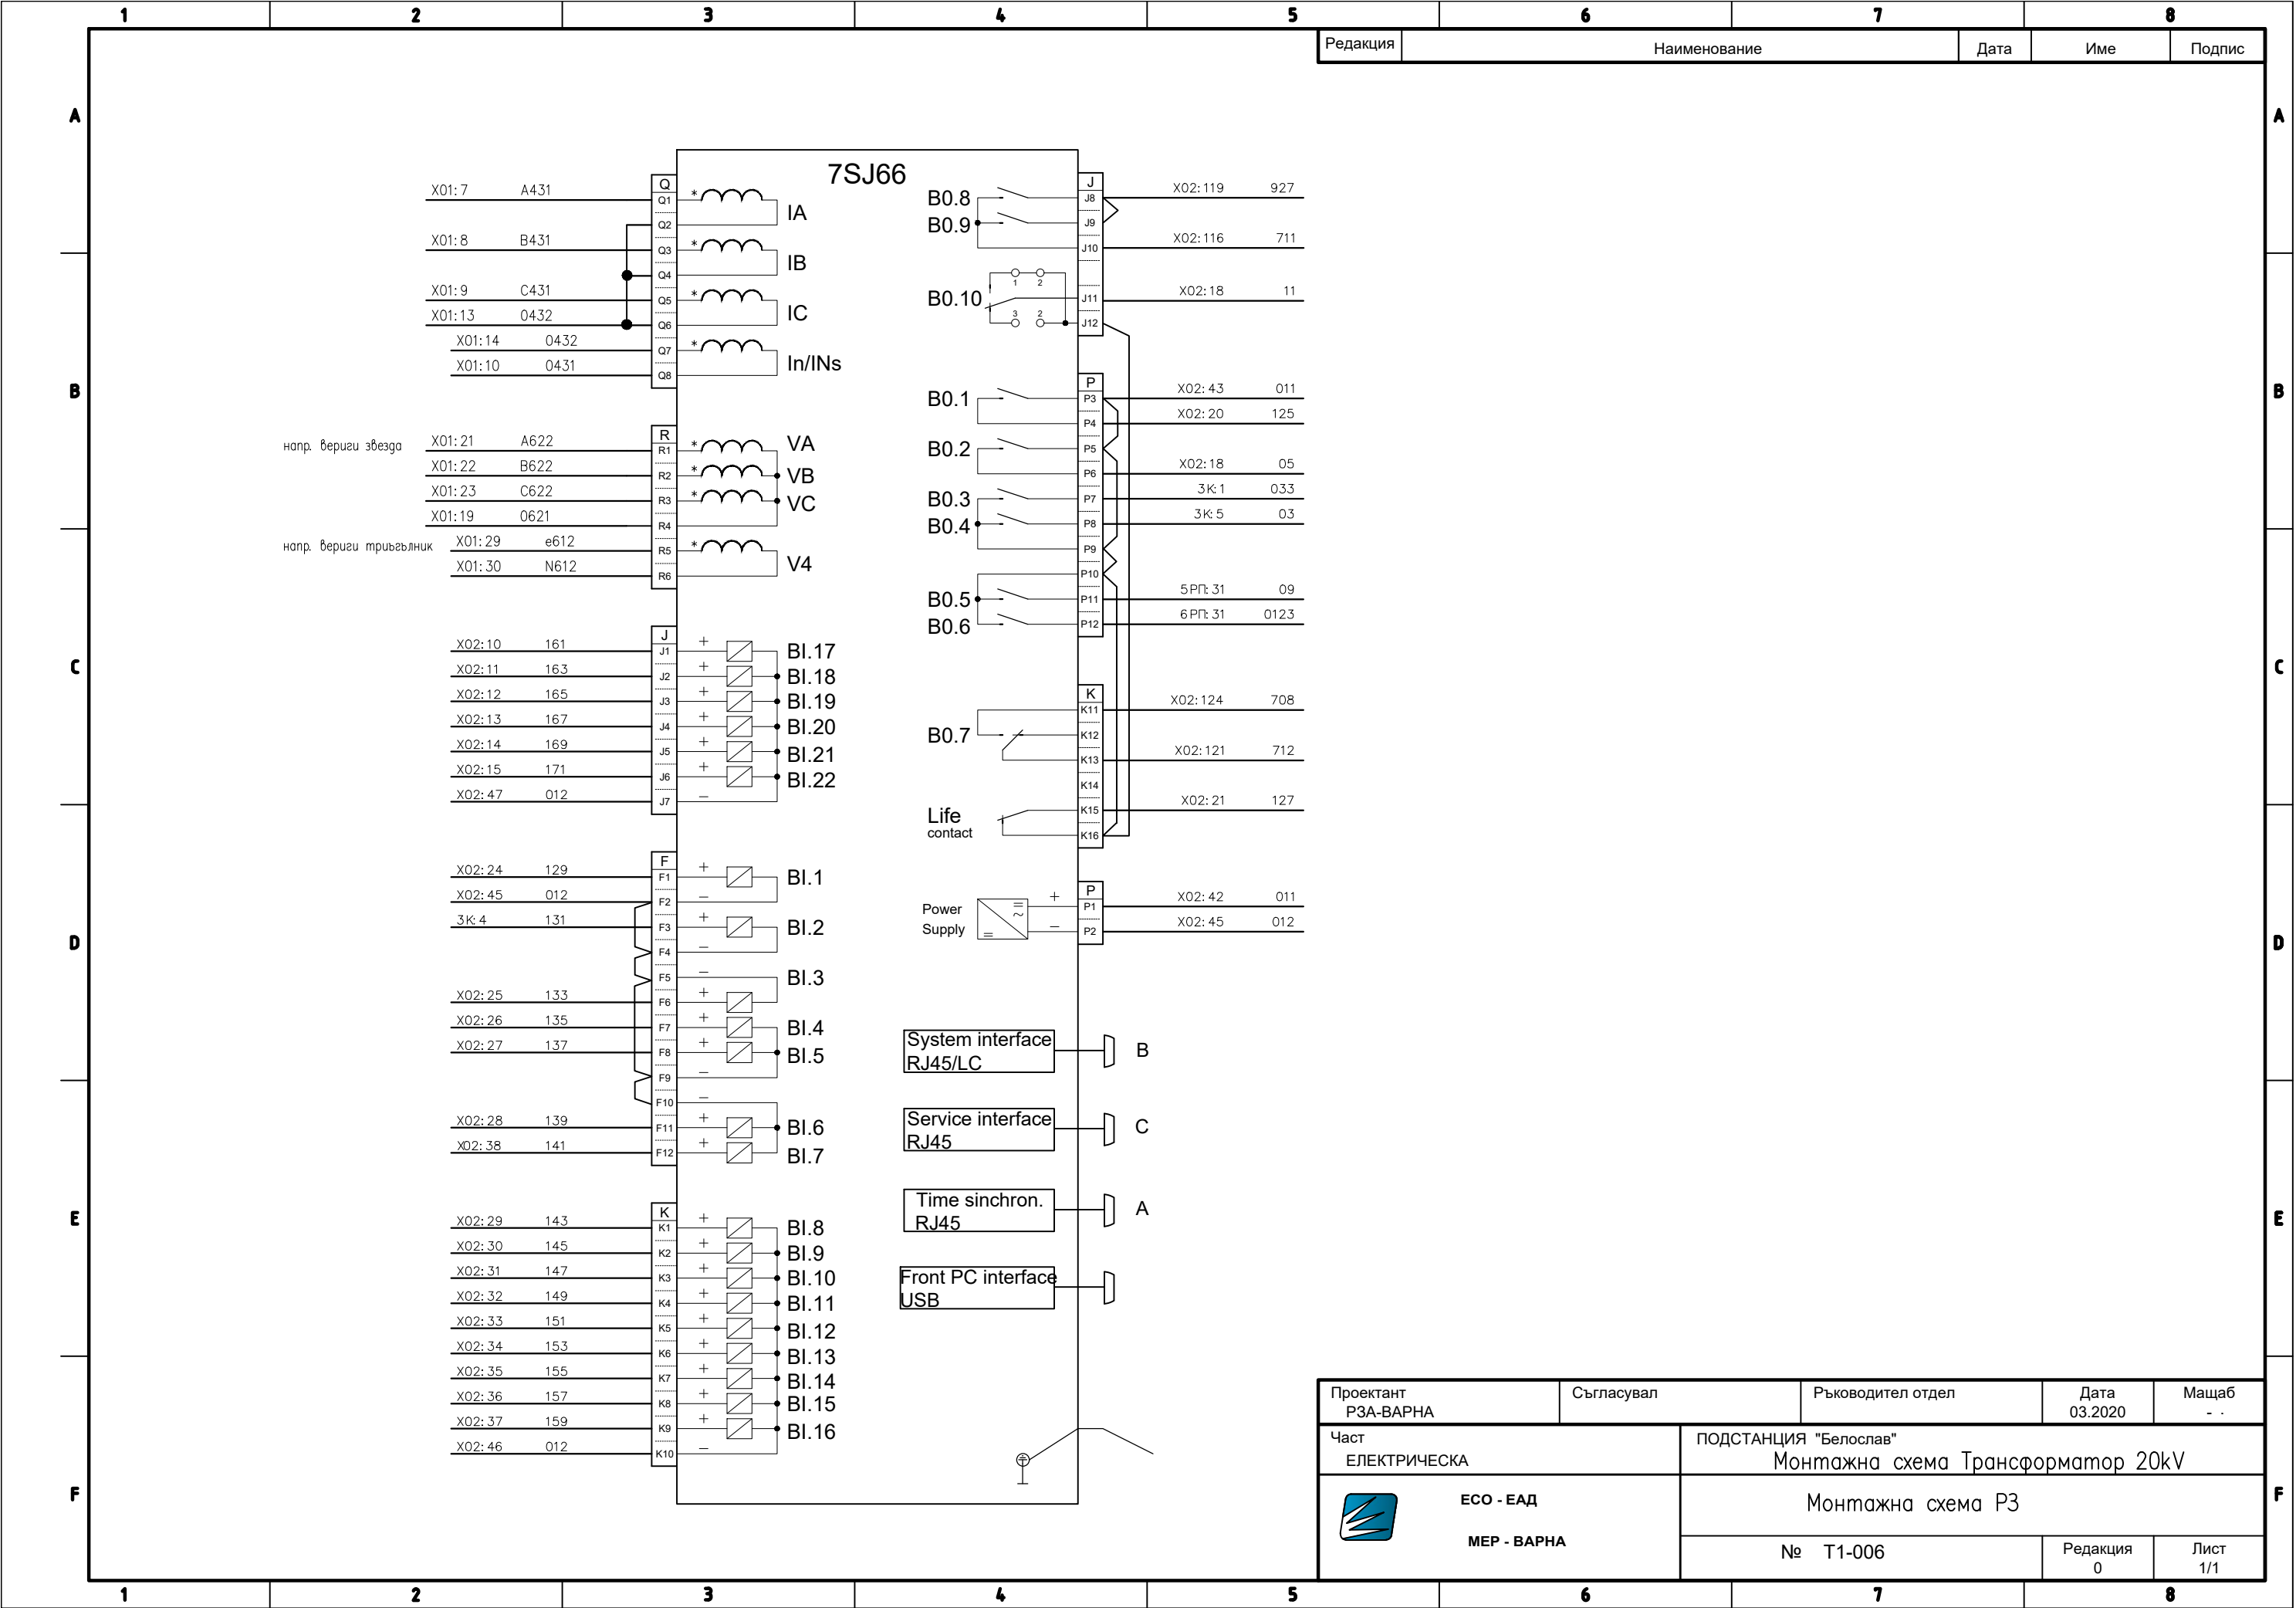 1 2 3 4 5 6 7 8
Редакция Наименование Дата Име Подпис
A A
B B
C C
D D
E E
F F
7SJ66
Q
X01:7 A431 Q1 * IA
Q2
X01:8 B431 Q3 * IB
Q4
X01:9 C431 Q5 * IC
X01:13 0432 Q6
X01:14 0432 Q7 * In/INs
X01:10 0431 Q8
R
напр. вериги звезда X01:21 A622 R1 * VA
X01:22 B622 R2 * VB
X01:23 C622 R3 * VC
X01:19 0621 R4
напр. вериги триъгълник X01:29 e612 R5 * V4
X01:30 N612 R6
J
X02:10 161 J1 + BI.17
X02:11 163 J2 + BI.18
X02:12 165 J3 + BI.19
X02:13 167 J4 + BI.20
X02:14 169 J5 + BI.21
X02:15 171 J6 + BI.22
X02:47 012 J7 –
F
X02:24 129 F1 + BI.1
X02:45 012 F2 –
3K:4 131 F3 + BI.2
F4 –
F5 – BI.3
X02:25 133 F6 +
X02:26 135 F7 + BI.4
X02:27 137 F8 + BI.5
F9 –
F10 –
X02:28 139 F11 + BI.6
X02:38 141 F12 + BI.7
K
X02:29 143 K1 + BI.8
X02:30 145 K2 + BI.9
X02:31 147 K3 + BI.10
X02:32 149 K4 + BI.11
X02:33 151 K5 + BI.12
X02:34 153 K6 + BI.13
X02:35 155 K7 + BI.14
X02:36 157 K8 + BI.15
X02:37 159 K9 + BI.16
X02:46 012 K10 –
J
B0.8 J8 X02:119 927
B0.9 J9
J10 X02:116 711
1 2
B0.10 J11 X02:18 11
3 2 J12
P
B0.1 P3 X02:43 011
P4 X02:20 125
B0.2 P5
P6 X02:18 05
B0.3 P7 3K:1 033
B0.4 P8 3K:5 03
P9
P10
B0.5 P11 5РП:31 09
B0.6 P12 6РП:31 0123
K
K11 X02:124 708
B0.7 K12
K13 X02:121 712
K14
Life K15 X02:21 127
contact K16
P
Power + P1 X02:42 011
Supply – P2 X02:45 012
System interface B
RJ45/LC
Service interface C
RJ45
Time sinchron. A
RJ45
Front PC interface
USB
Проектант Съгласувал Ръководител отдел Дата Мащаб
РЗА-ВАРНА 03.2020 - ·
Част ПОДСТАНЦИЯ "Белослав"
ЕЛЕКТРИЧЕСКА Монтажна схема Трансформатор 20kV
ЕСО - ЕАД Монтажна схема РЗ
МЕР - ВАРНА
№ Т1-006 Редакция Лист
0 1/1
1 2 3 4 5 6 7 8